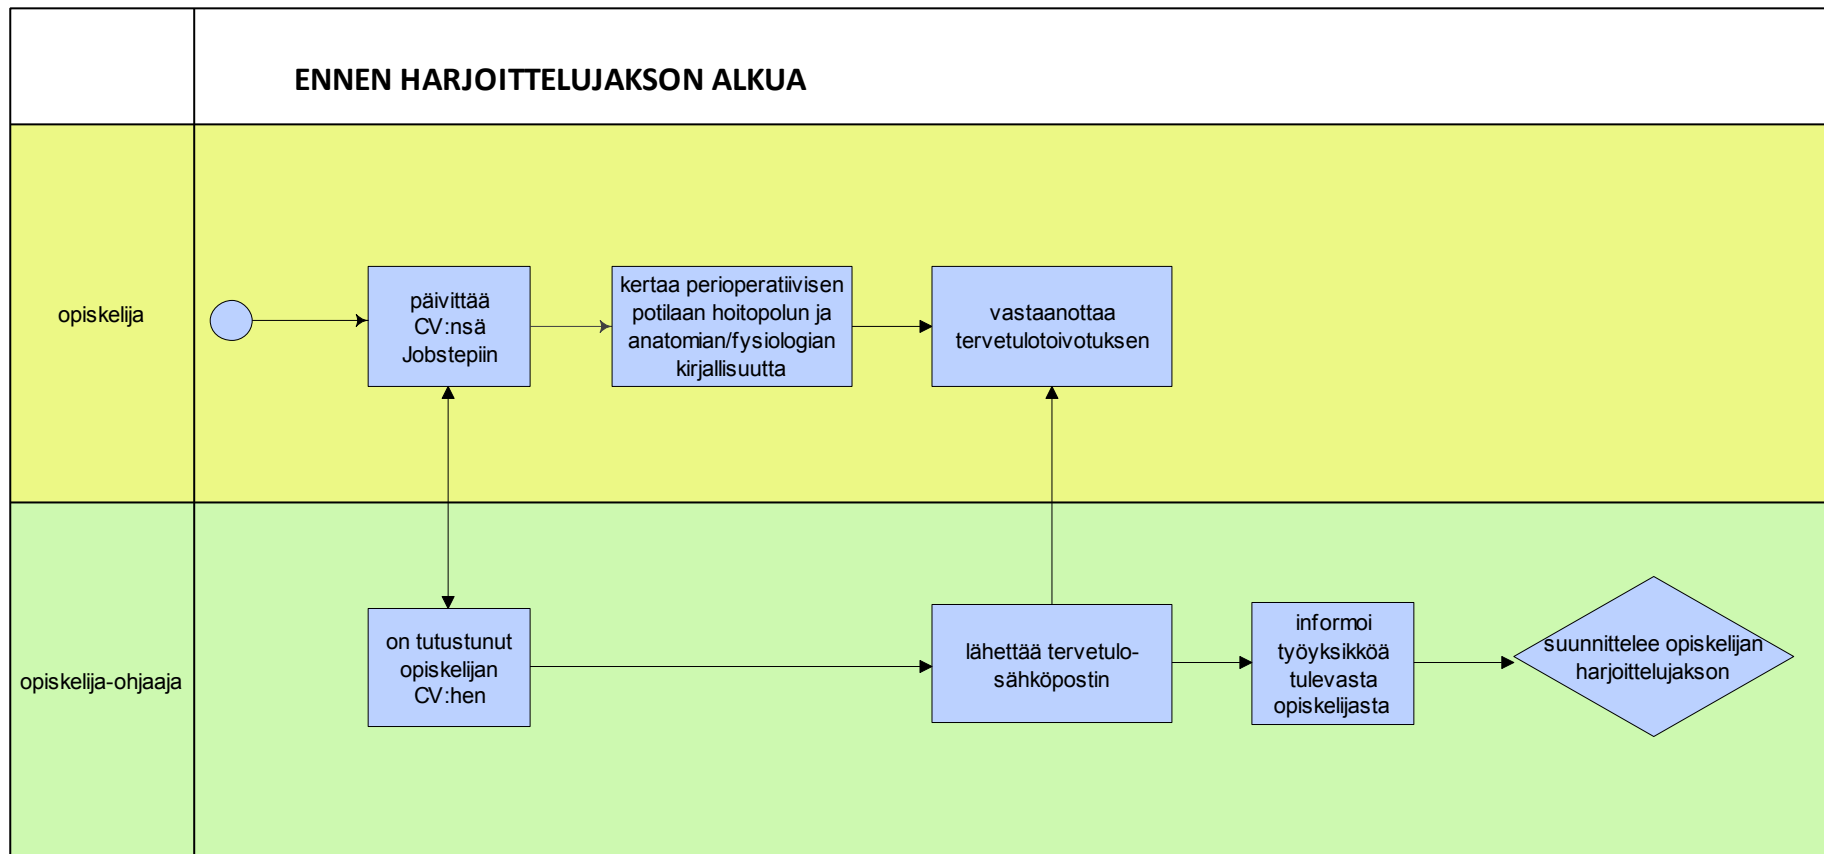 ENNEN HARJOITTELUJAKSON ALKUA
opiskelija
päivittää
CV:nsä
Jobstepiin
kertaa perioperatiivisen
potilaan hoitopolun ja
anatomian/fysiologian
kirjallisuutta
vastaanottaa
tervetulotoivotuksen
opiskelija-ohjaaja
on tutustunut
opiskelijan
CV:hen
lähettää tervetulo-
sähköpostin
informoi
työyksikköä
tulevasta
opiskelijasta
suunnittelee opiskelijan
harjoittelujakson